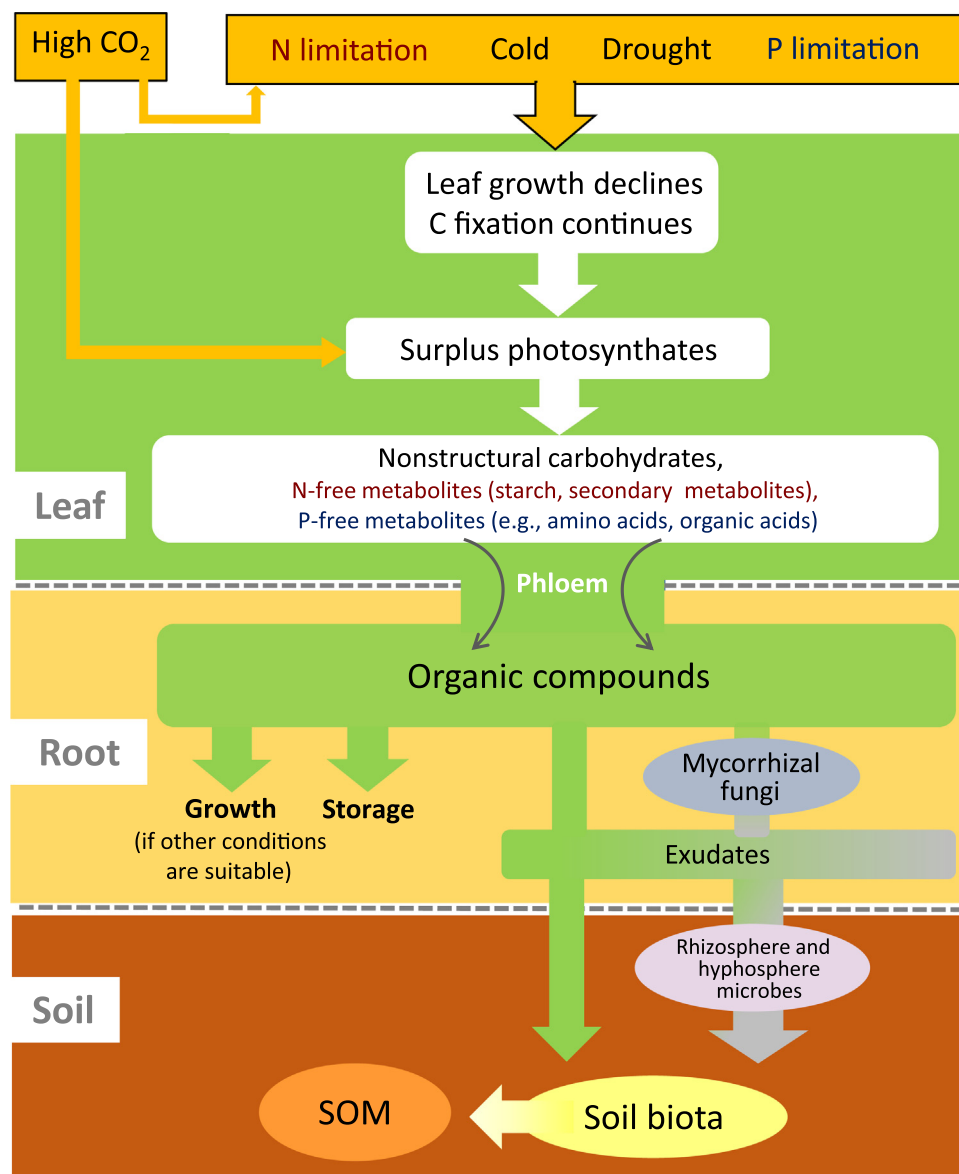 High CO₂
N limitation Cold Drought P limitation
Leaf growth declines
C fixation continues
Surplus photosynthates
Nonstructural carbohydrates,
N-free metabolites (starch, secondary metabolites),
P-free metabolites (e.g., amino acids, organic acids)
Leaf
Phloem
Organic compounds
Root
Mycorrhizal
fungi
Growth
(if other conditions
are suitable)
Storage
Exudates
Rhizosphere and
hyphosphere
microbes
Soil
SOM
Soil biota